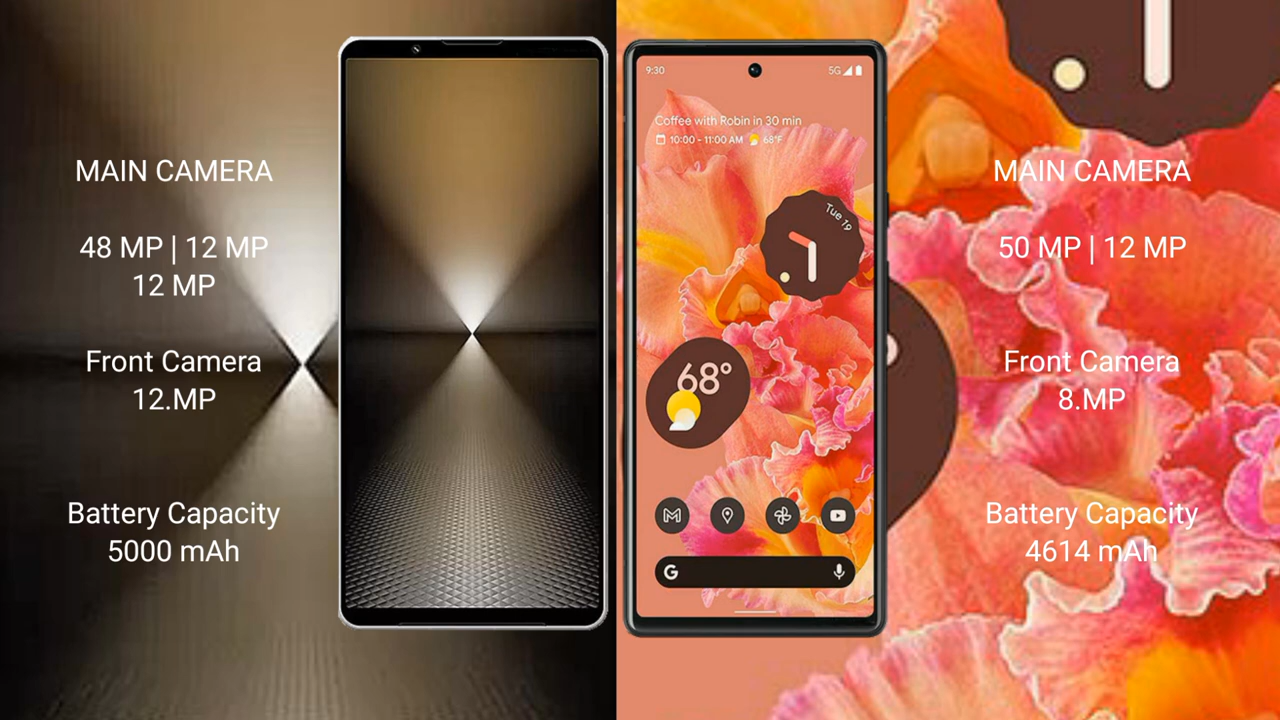 MAIN CAMERA
48 MP | 12 MP
12 MP
Front Camera
12.MP
Battery Capacity
5000 mAh
9:30
5G
Coffee with Robin in 30 min
10:00 - 11:00 AM 68°F
Tue 19
68°
G
MAIN CAMERA
50 MP | 12 MP
Front Camera
8.MP
Battery Capacity
4614 mAh